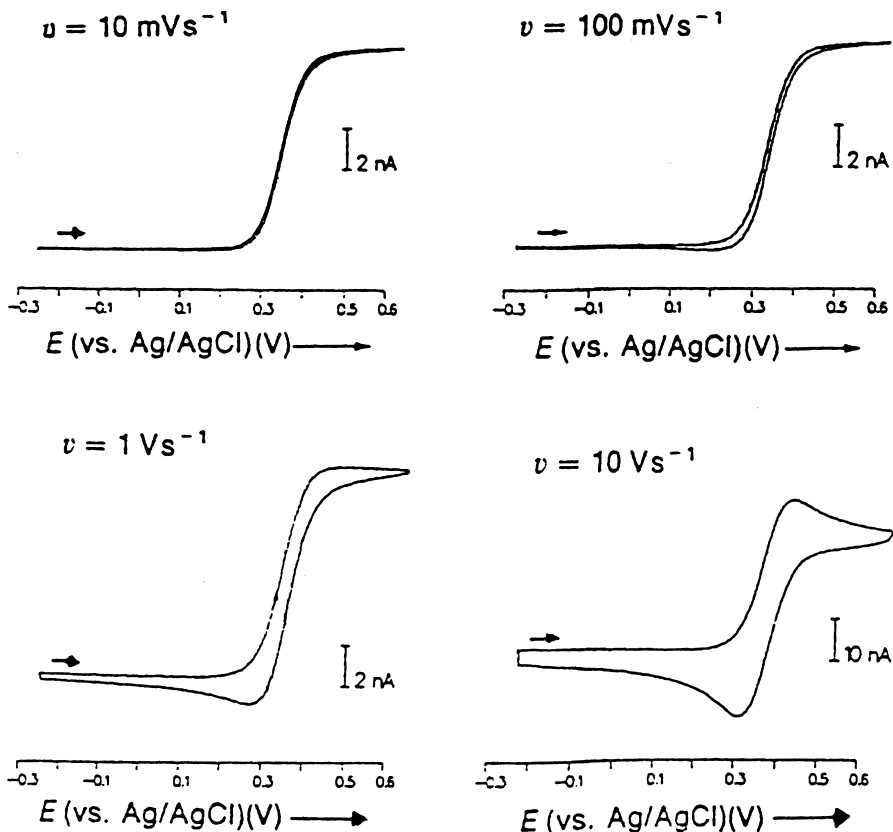 υ = 10 mVs⁻¹
2 nA
-0.3 -0.1 0.1 0.3 0.5 0.6
E (vs. Ag/AgCl)(V)
υ = 100 mVs⁻¹
2 nA
-0.3 0.1 0.3 0.5 0.6
E (vs. Ag/AgCl)(V)
υ = 1 Vs⁻¹
2 nA
-0.3 -0.1 0.1 0.3 0.5 0.6
E (vs. Ag/AgCl)(V)
υ = 10 Vs⁻¹
10 nA
-0.3 -0.1 0.1 0.3 0.5 0.6
E (vs. Ag/AgCl)(V)